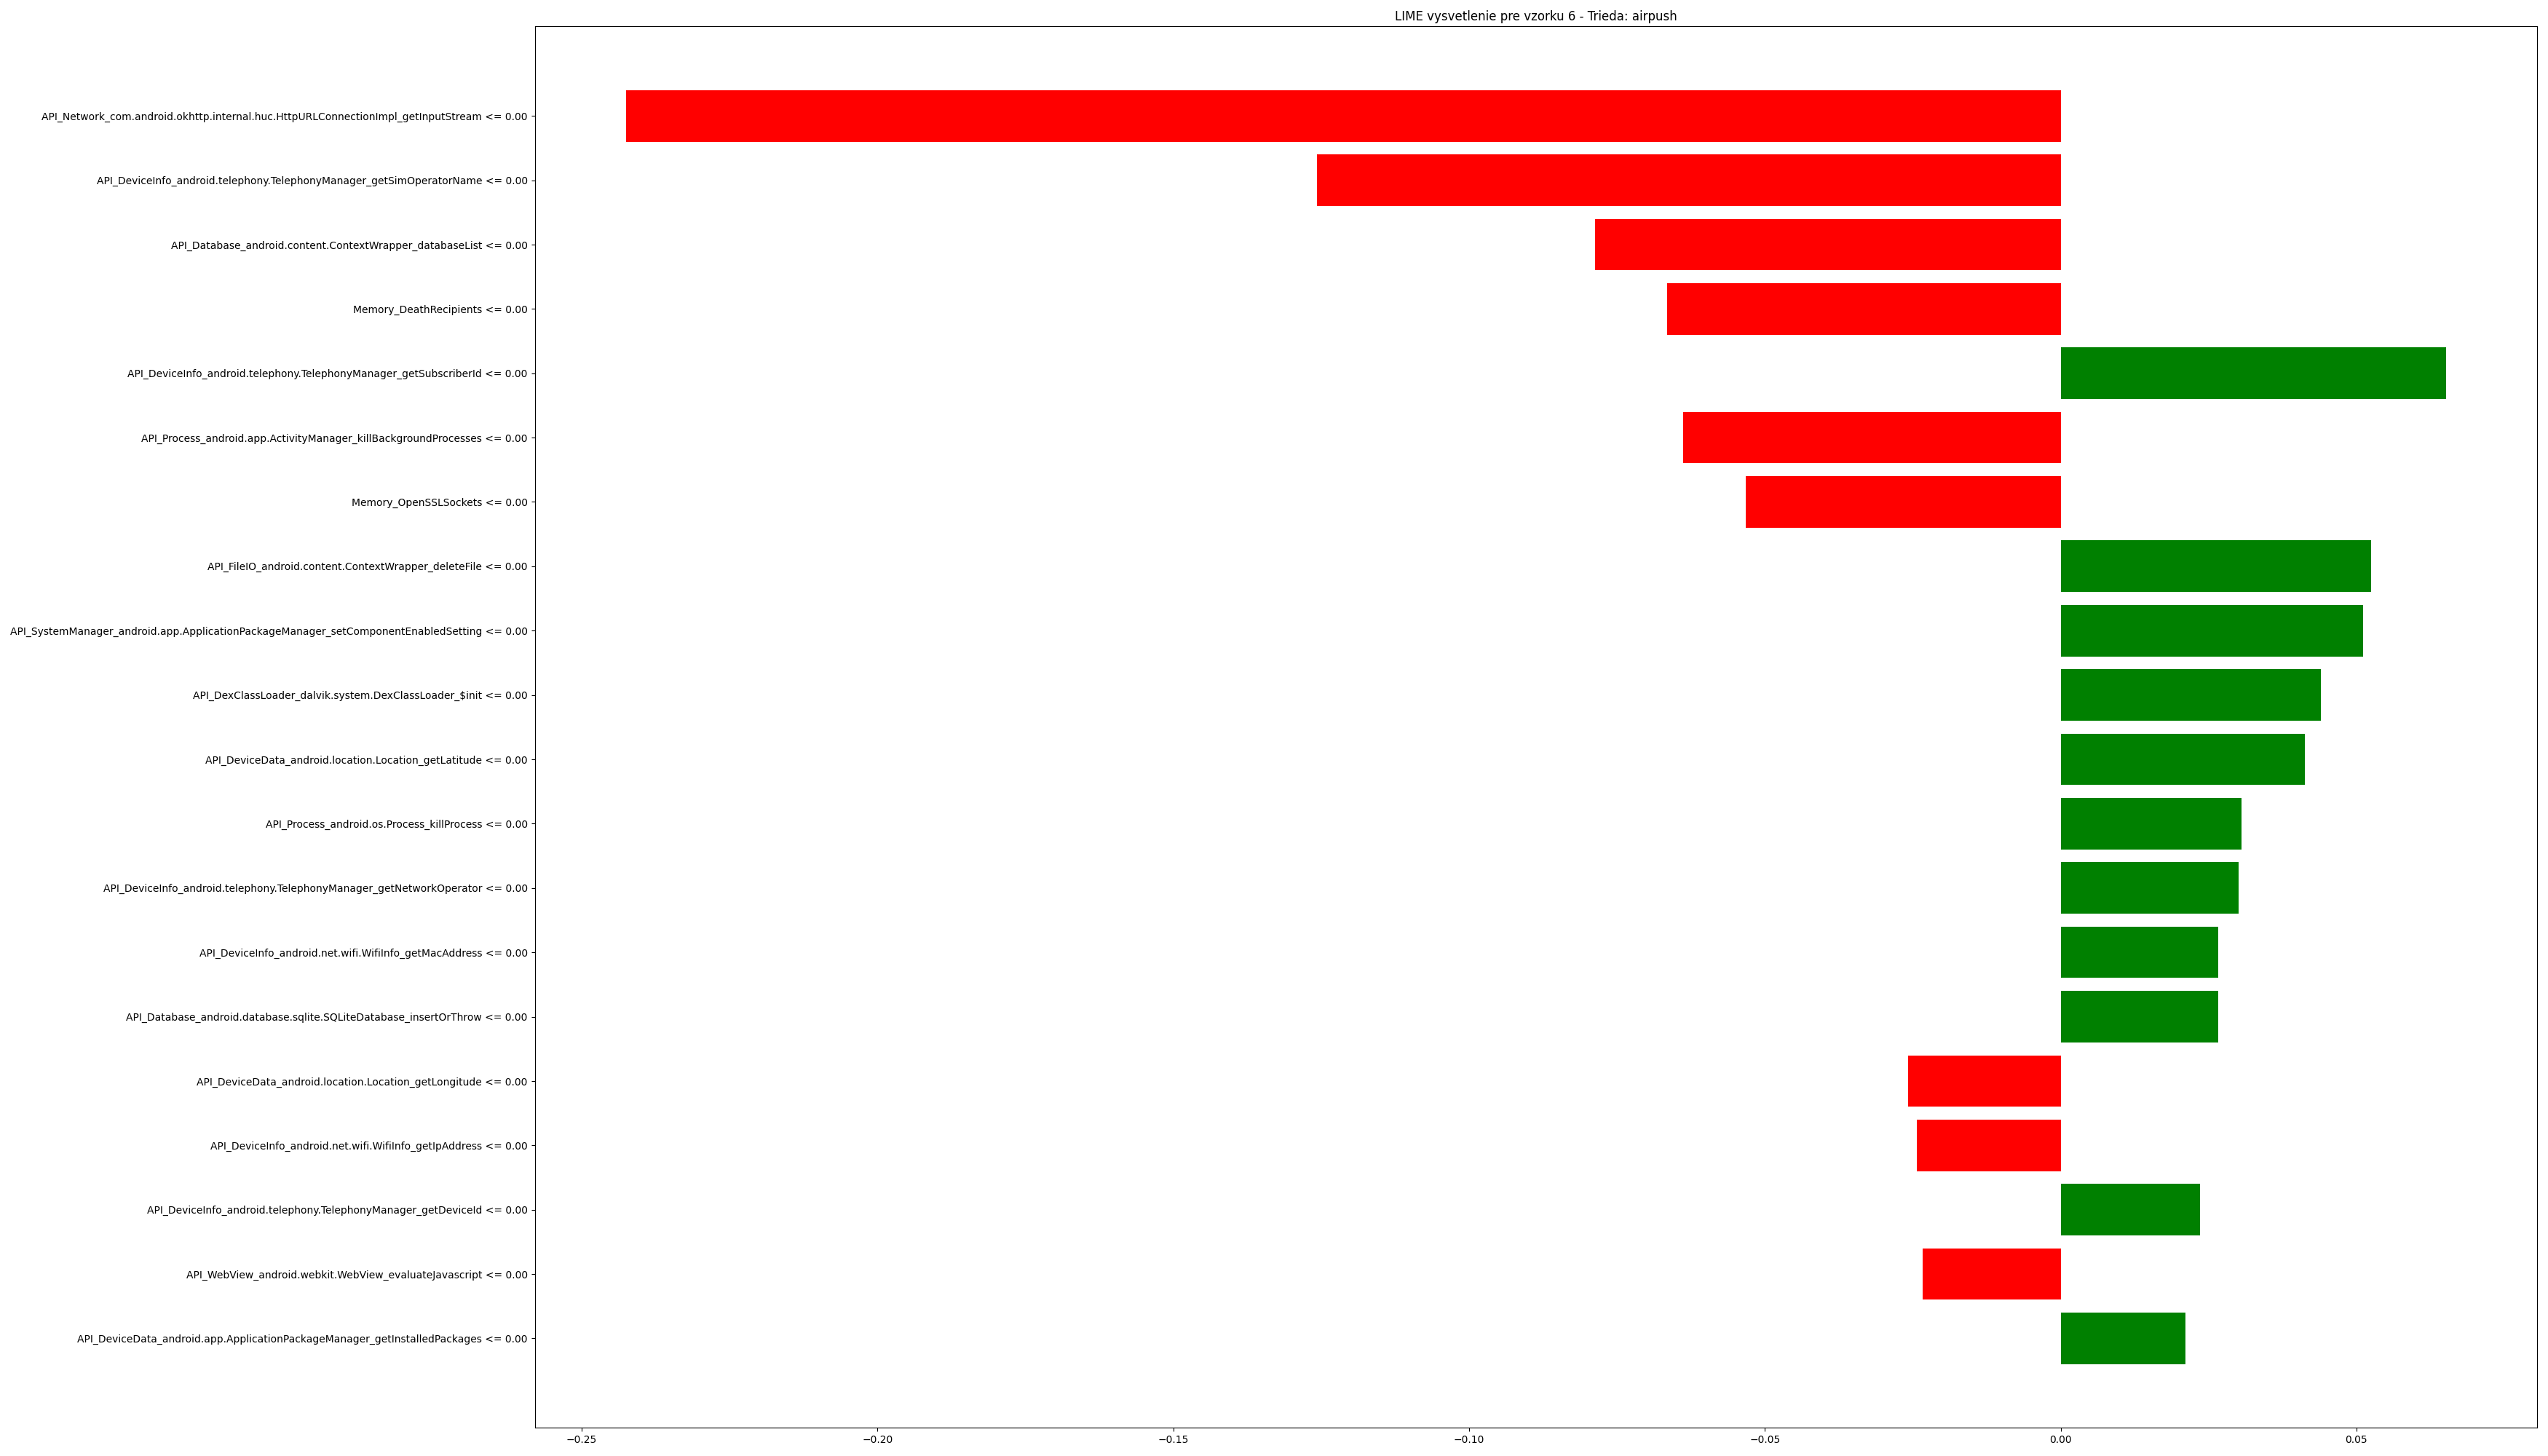 LIME vysvetlenie pre vzorku 6 - Trieda: airpush
API_Network_com.android.okhttp.internal.huc.HttpURLConnectionImpl_getInputStream <= 0.00
API_DeviceInfo_android.telephony.TelephonyManager_getSimOperatorName <= 0.00
API_Database_android.content.ContextWrapper_databaseList <= 0.00
Memory_DeathRecipients <= 0.00
API_DeviceInfo_android.telephony.TelephonyManager_getSubscriberId <= 0.00
API_Process_android.app.ActivityManager_killBackgroundProcesses <= 0.00
Memory_OpenSSLSockets <= 0.00
API_FileIO_android.content.ContextWrapper_deleteFile <= 0.00
API_SystemManager_android.app.ApplicationPackageManager_setComponentEnabledSetting <= 0.00
API_DexClassLoader_dalvik.system.DexClassLoader_$init <= 0.00
API_DeviceData_android.location.Location_getLatitude <= 0.00
API_Process_android.os.Process_killProcess <= 0.00
API_DeviceInfo_android.telephony.TelephonyManager_getNetworkOperator <= 0.00
API_DeviceInfo_android.net.wifi.WifiInfo_getMacAddress <= 0.00
API_Database_android.database.sqlite.SQLiteDatabase_insertOrThrow <= 0.00
API_DeviceData_android.location.Location_getLongitude <= 0.00
API_DeviceInfo_android.net.wifi.WifiInfo_getIpAddress <= 0.00
API_DeviceInfo_android.telephony.TelephonyManager_getDeviceId <= 0.00
API_WebView_android.webkit.WebView_evaluateJavascript <= 0.00
API_DeviceData_android.app.ApplicationPackageManager_getInstalledPackages <= 0.00
−0.25 −0.20 −0.15 −0.10 −0.05 0.00 0.05